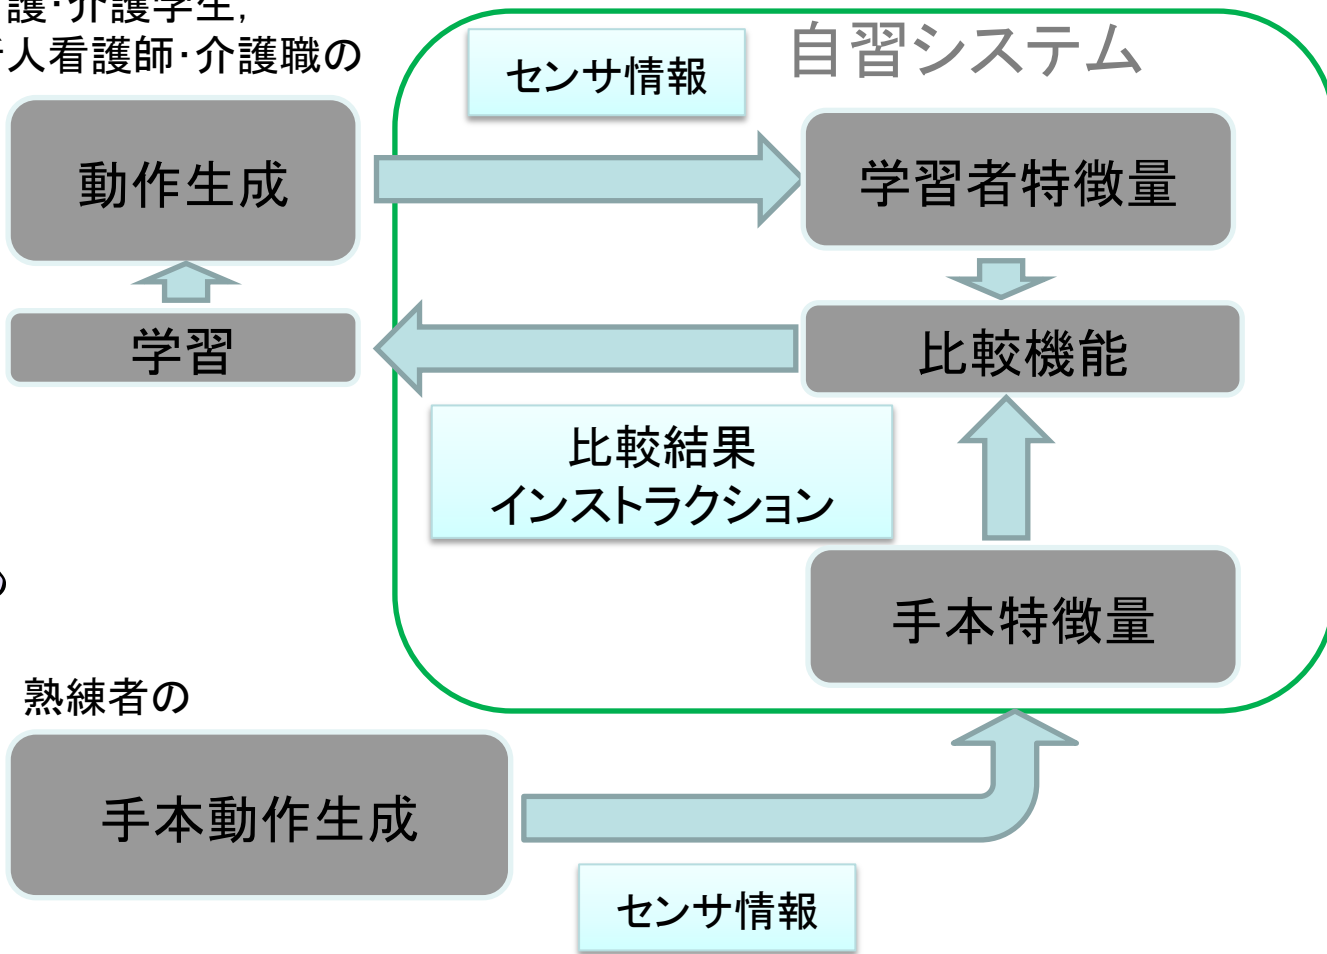 護･介護学生,
人看護師･介護職の
センサ情報
自習システム
動作生成
学習者特徴量
学習
比較機能
比較結果
インストラクション
の
手本特徴量
熟練者の
手本動作生成
センサ情報